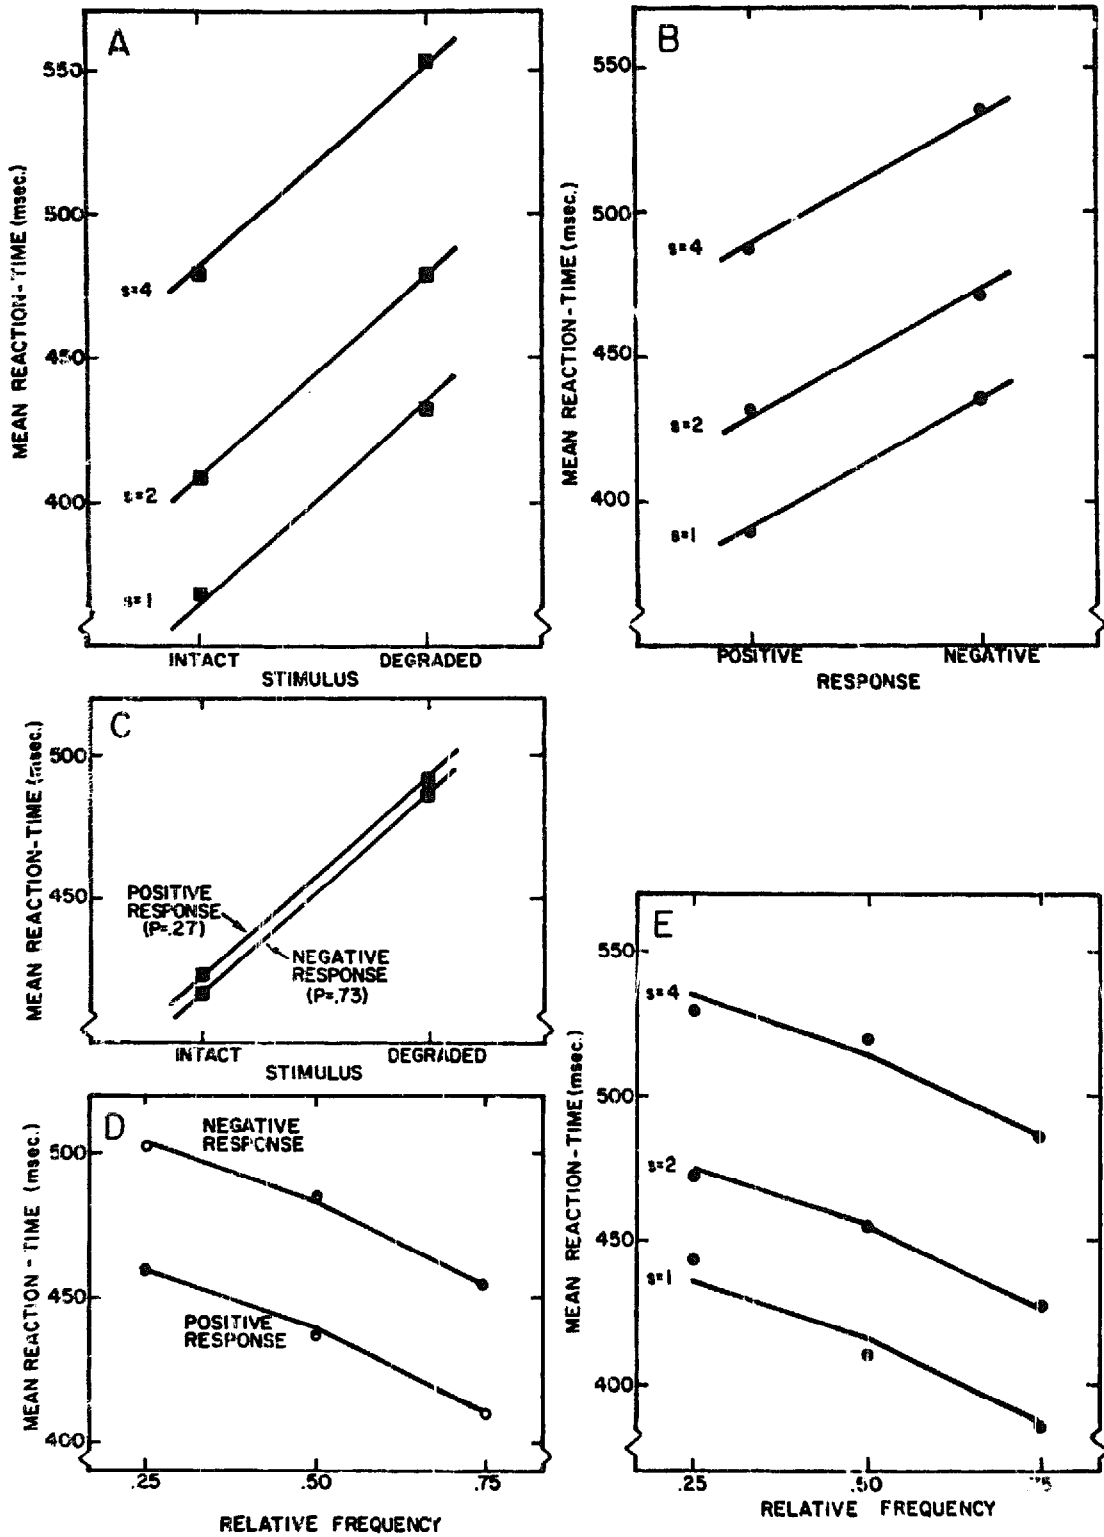 A
MEAN REACTION-TIME (msec.)
550
500
450
400
s=4
s=2
s=1
INTACT DEGRADED
STIMULUS
B
MEAN REACTION-TIME (msec.)
550
500
450
400
s=4
s=2
s=1
POSITIVE NEGATIVE
RESPONSE
C
MEAN REACTION-TIME (msec.)
500
450
POSITIVE
RESPONSE
(P=.27)
NEGATIVE
RESPONSE
(P=.73)
INTACT DEGRADED
STIMULUS
D
MEAN REACTION-TIME (msec.)
500
450
400
NEGATIVE
RESPONSE
POSITIVE
RESPONSE
.25 .50 .75
RELATIVE FREQUENCY
E
MEAN REACTION-TIME (msec.)
550
500
450
400
s=4
s=2
s=1
.25 .50 .75
RELATIVE FREQUENCY